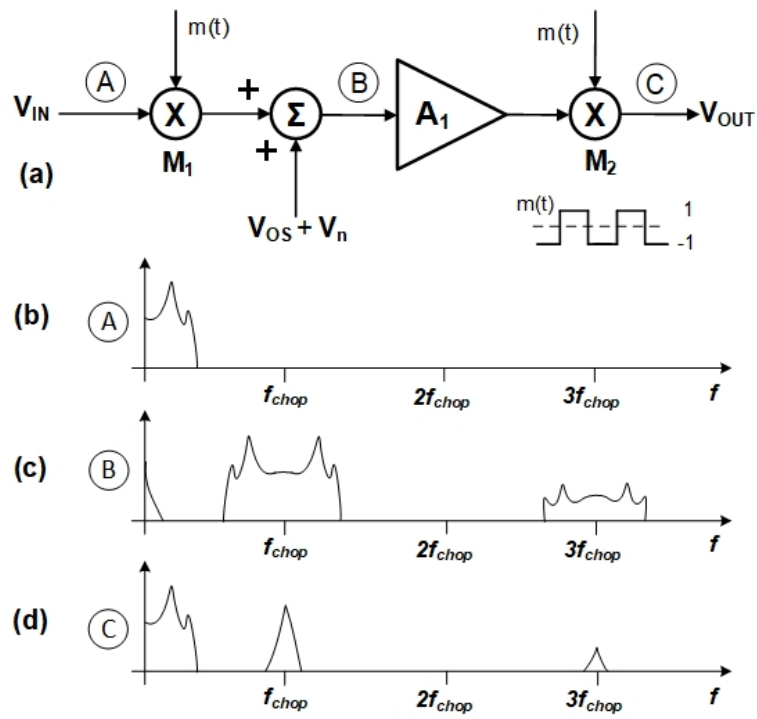 m(t) m(t)
A B C
V_IN X + Σ A₁ X V_OUT
M₁ + M₂
(a)
V_OS + V_n
m(t) 1
-1
(b) A
f_chop 2f_chop 3f_chop f
(c) B
f_chop 2f_chop 3f_chop f
(d) C
f_chop 2f_chop 3f_chop f